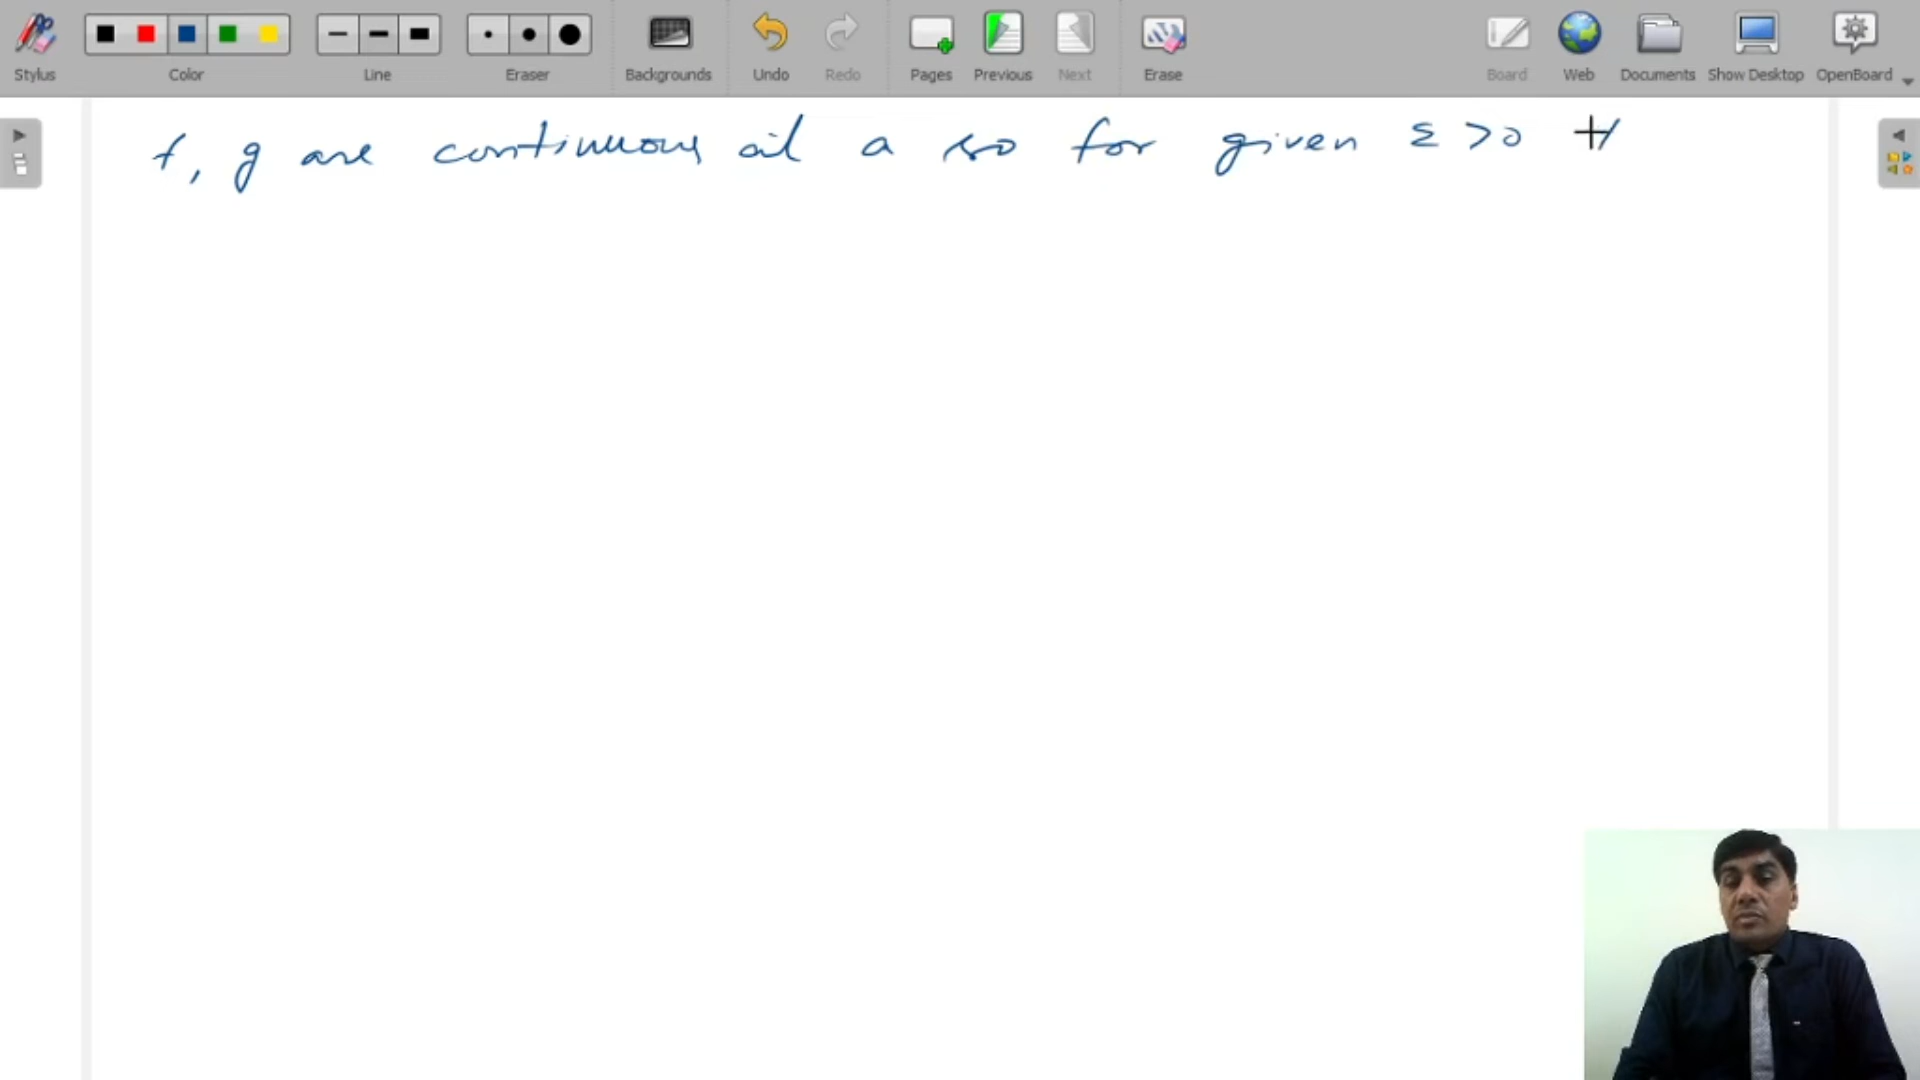 Stylus
Color
Line
Eraser
Backgrounds
Undo
Redo
Pages
Previous
Next
Erase
Board
Web
Documents
Show Desktop
OpenBoard
f, g are continuous at a so for given ε >0